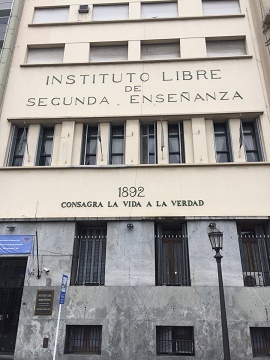 INSTITUTO LIBRE
DE
SEGUNDA ENSEÑANZA
1892
CONSAGRA LA VIDA A LA VERDAD